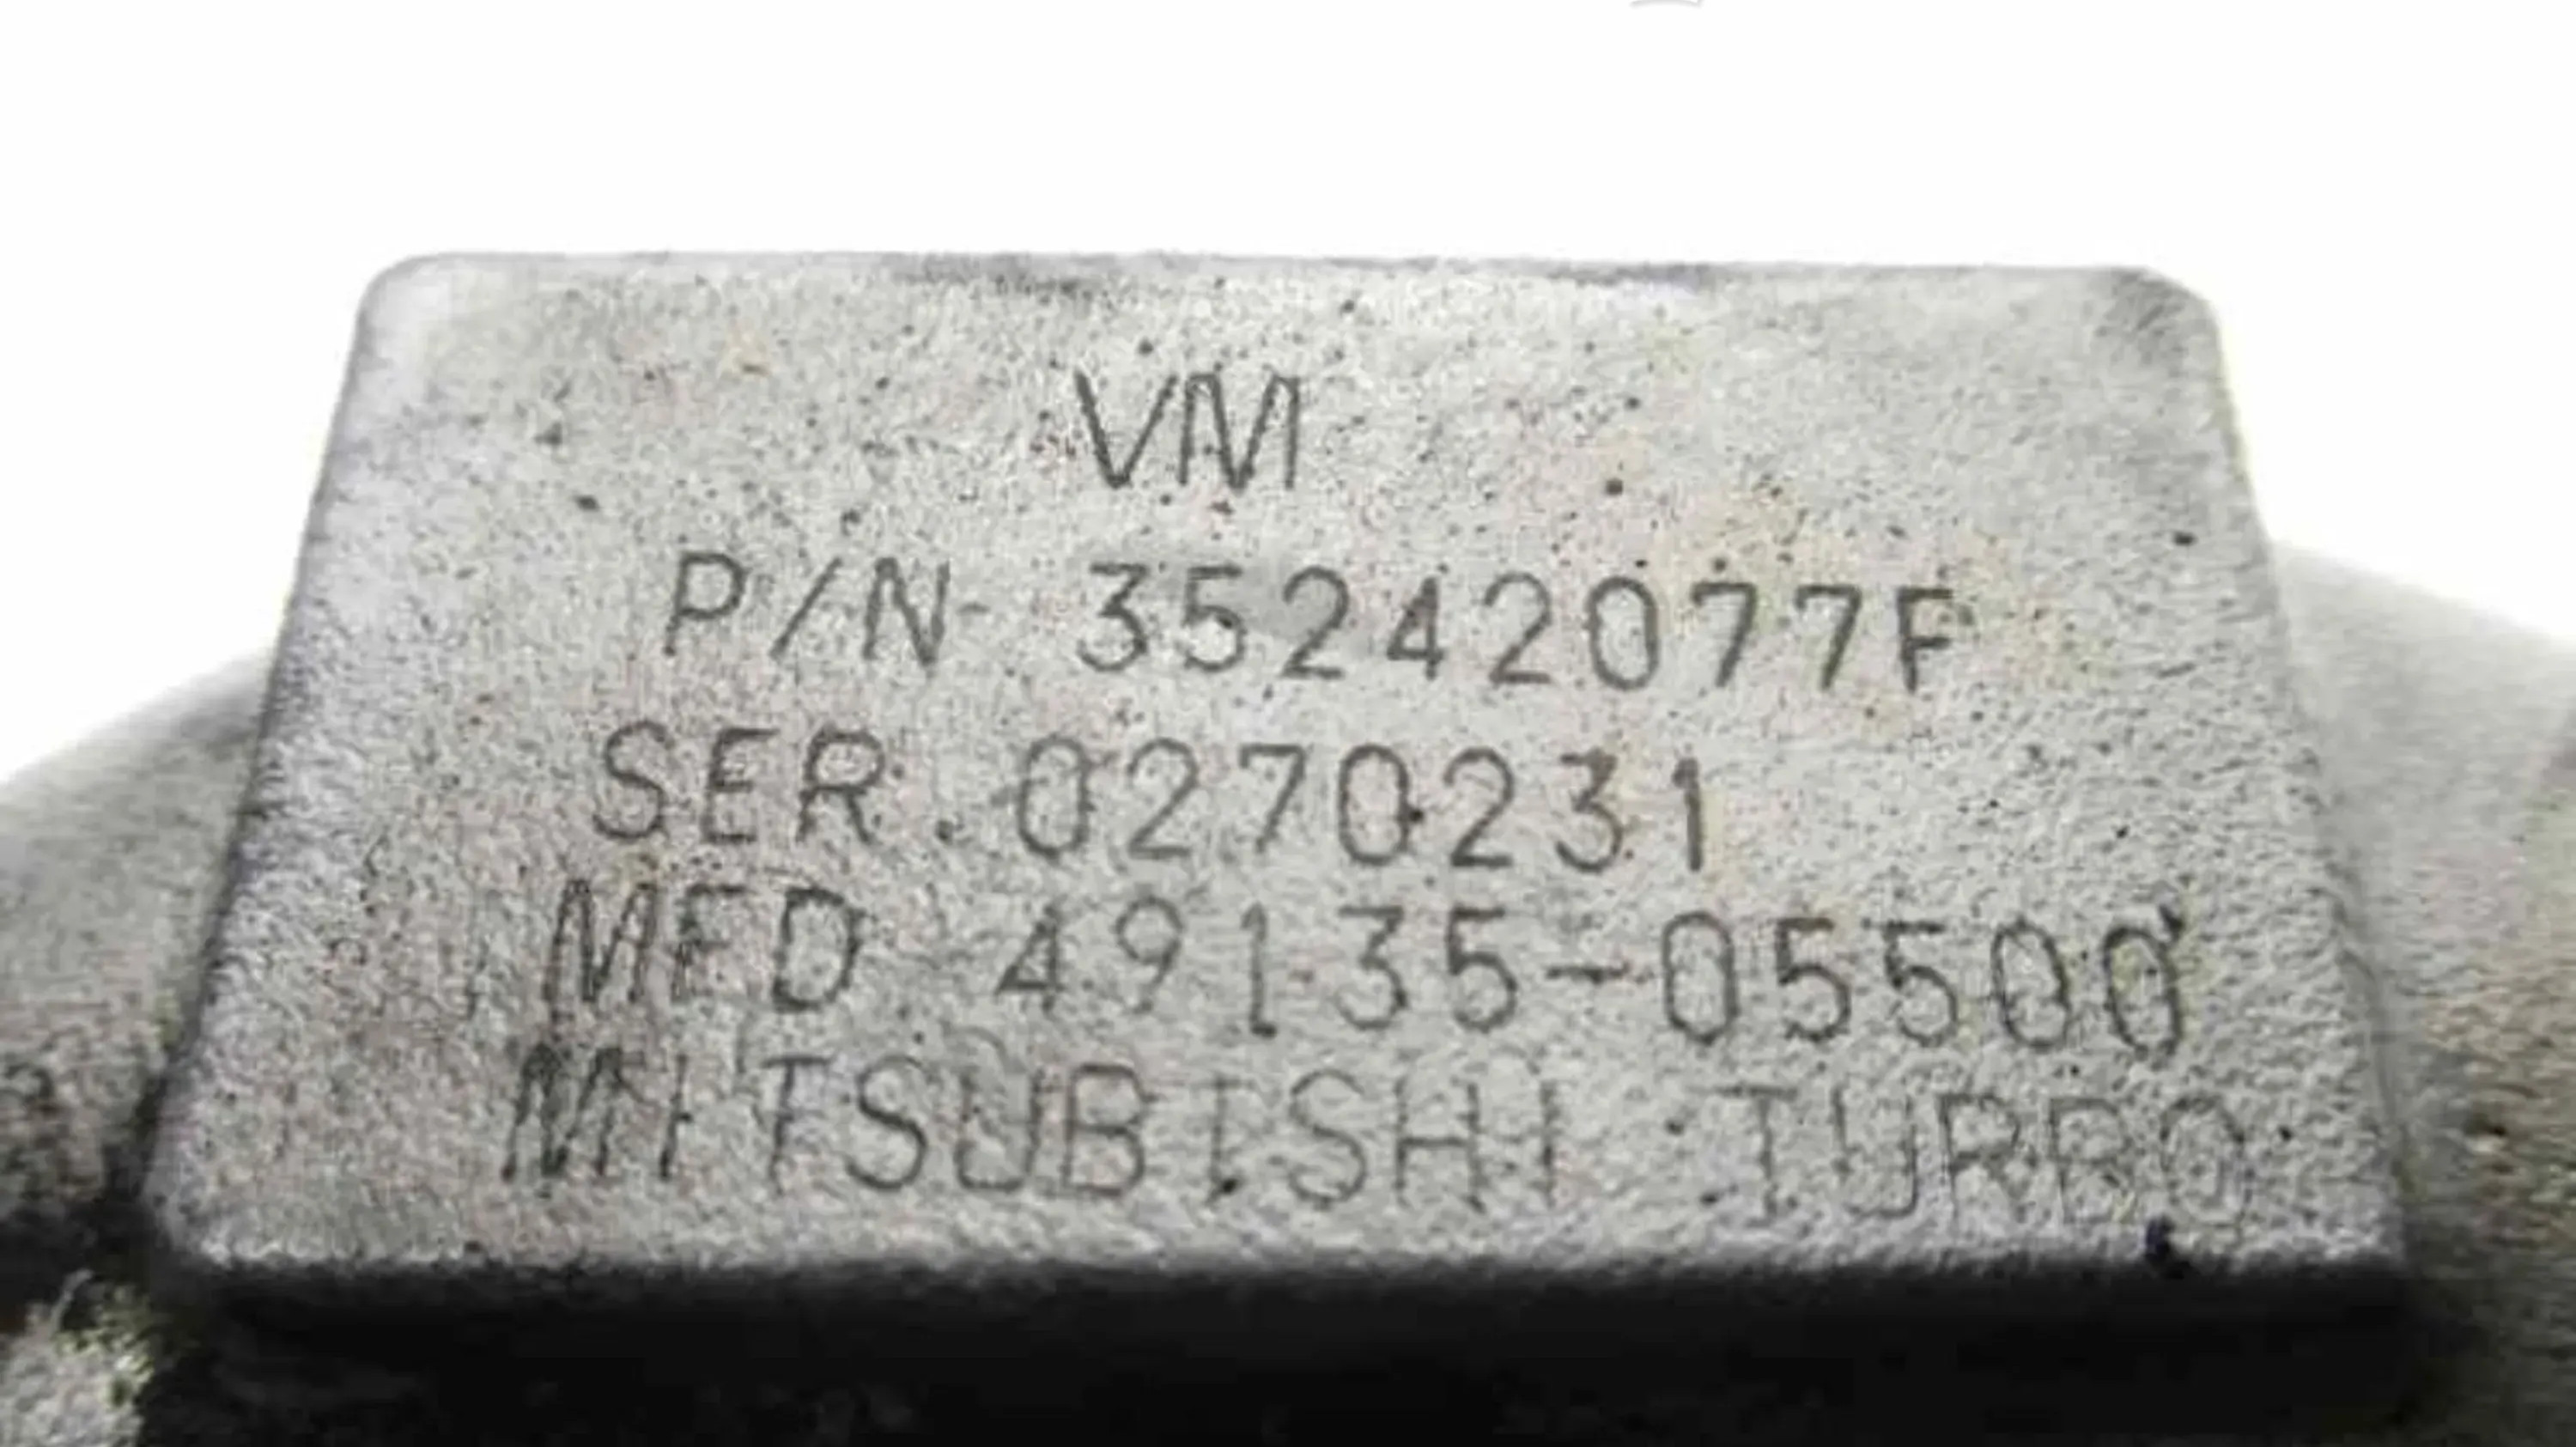 VM
P/N 35242077F
SER.0270231
MFD 49135-05500
MITSUBISHI TURBO